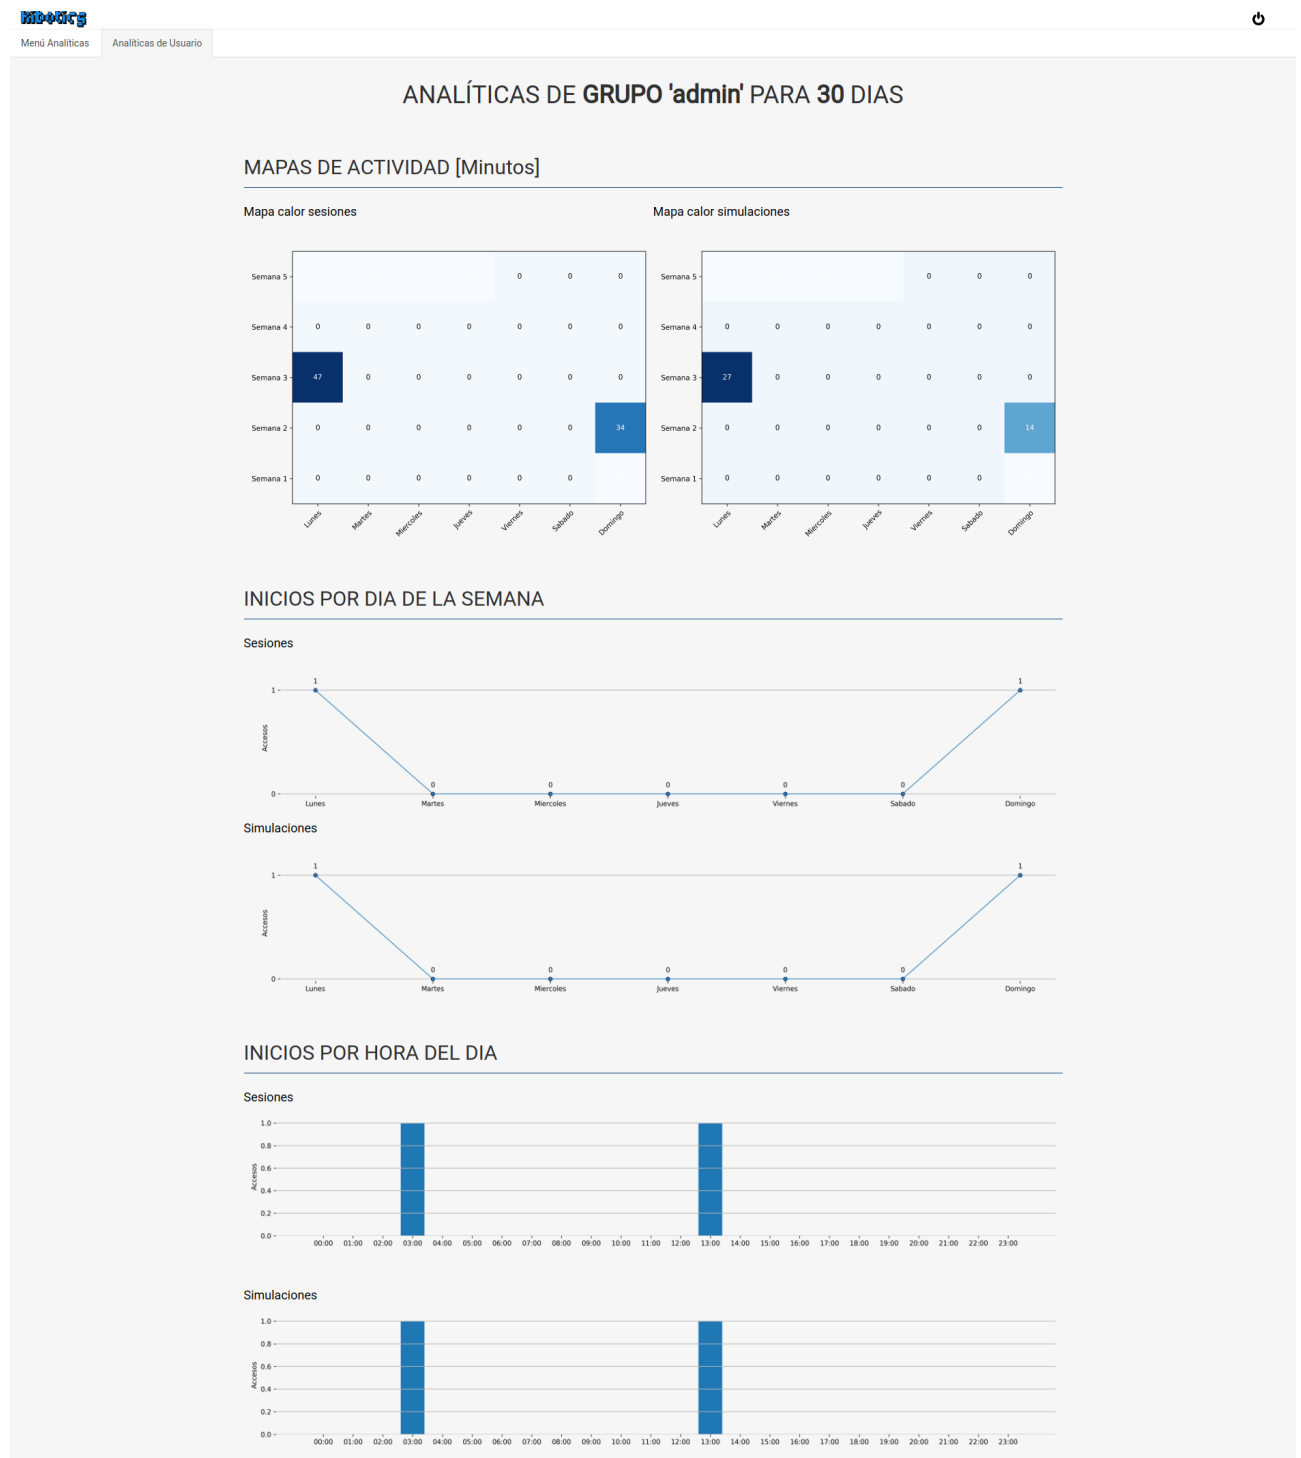 Kibotics
Menú Analíticas Analíticas de Usuario
ANALÍTICAS DE GRUPO 'admin' PARA 30 DIAS
MAPAS DE ACTIVIDAD [Minutos]
Mapa calor sesiones
Semana 5 0 0 0
Semana 4 0 0 0 0 0 0 0
Semana 3 47 0 0 0 0 0 0
Semana 2 0 0 0 0 0 0 34
Semana 1 0 0 0 0 0 0
Lunes Martes Miercoles Jueves Viernes Sabado Domingo
Mapa calor simulaciones
Semana 5 0 0 0
Semana 4 0 0 0 0 0 0 0
Semana 3 27 0 0 0 0 0 0
Semana 2 0 0 0 0 0 0 14
Semana 1 0 0 0 0 0 0
Lunes Martes Miercoles Jueves Viernes Sabado Domingo
INICIOS POR DIA DE LA SEMANA
Sesiones
1 1
1
Accesos
0 0 0 0 0
0
Lunes Martes Miercoles Jueves Viernes Sabado Domingo
Simulaciones
1 1
1
Accesos
0 0 0 0 0
0
Lunes Martes Miercoles Jueves Viernes Sabado Domingo
INICIOS POR HORA DEL DIA
Sesiones
1.0
0.8
0.6
Accesos
0.4
0.2
0.0
00:00 01:00 02:00 03:00 04:00 05:00 06:00 07:00 08:00 09:00 10:00 11:00 12:00 13:00 14:00 15:00 16:00 17:00 18:00 19:00 20:00 21:00 22:00 23:00
Simulaciones
1.0
0.8
0.6
Accesos
0.4
0.2
0.0
00:00 01:00 02:00 03:00 04:00 05:00 06:00 07:00 08:00 09:00 10:00 11:00 12:00 13:00 14:00 15:00 16:00 17:00 18:00 19:00 20:00 21:00 22:00 23:00